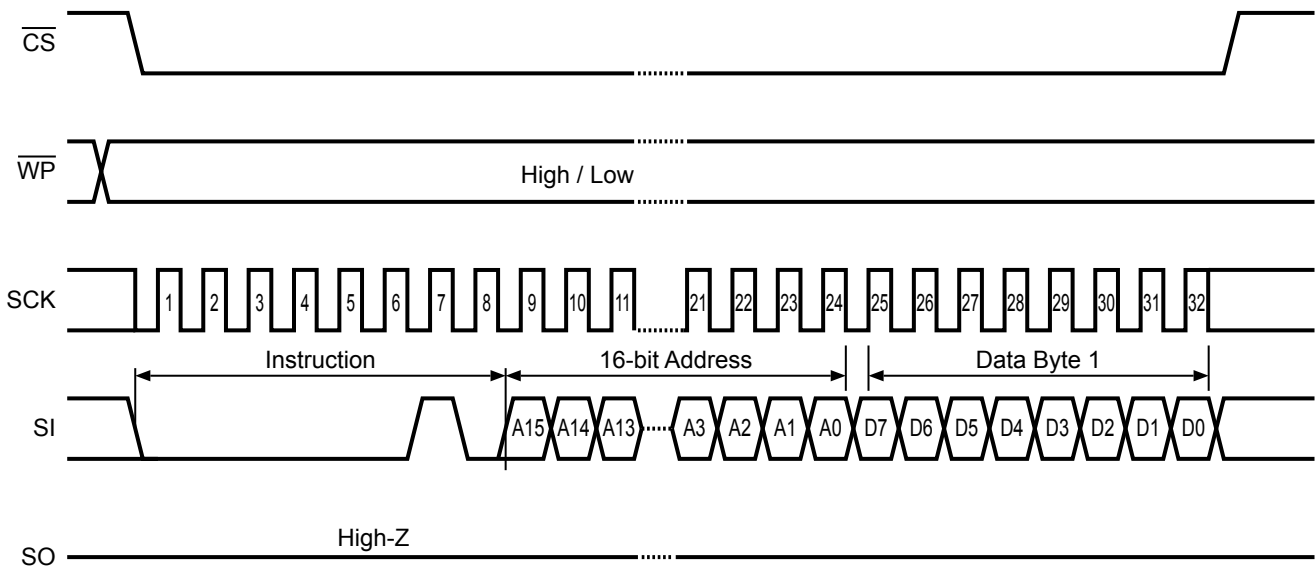 CS
WP
High / Low
SCK
1 2 3 4 5 6 7 8 9 10 11 21 22 23 24 25 26 27 28 29 30 31 32
Instruction 16-bit Address Data Byte 1
SI
A15 A14 A13 A3 A2 A1 A0 D7 D6 D5 D4 D3 D2 D1 D0
High-Z
SO